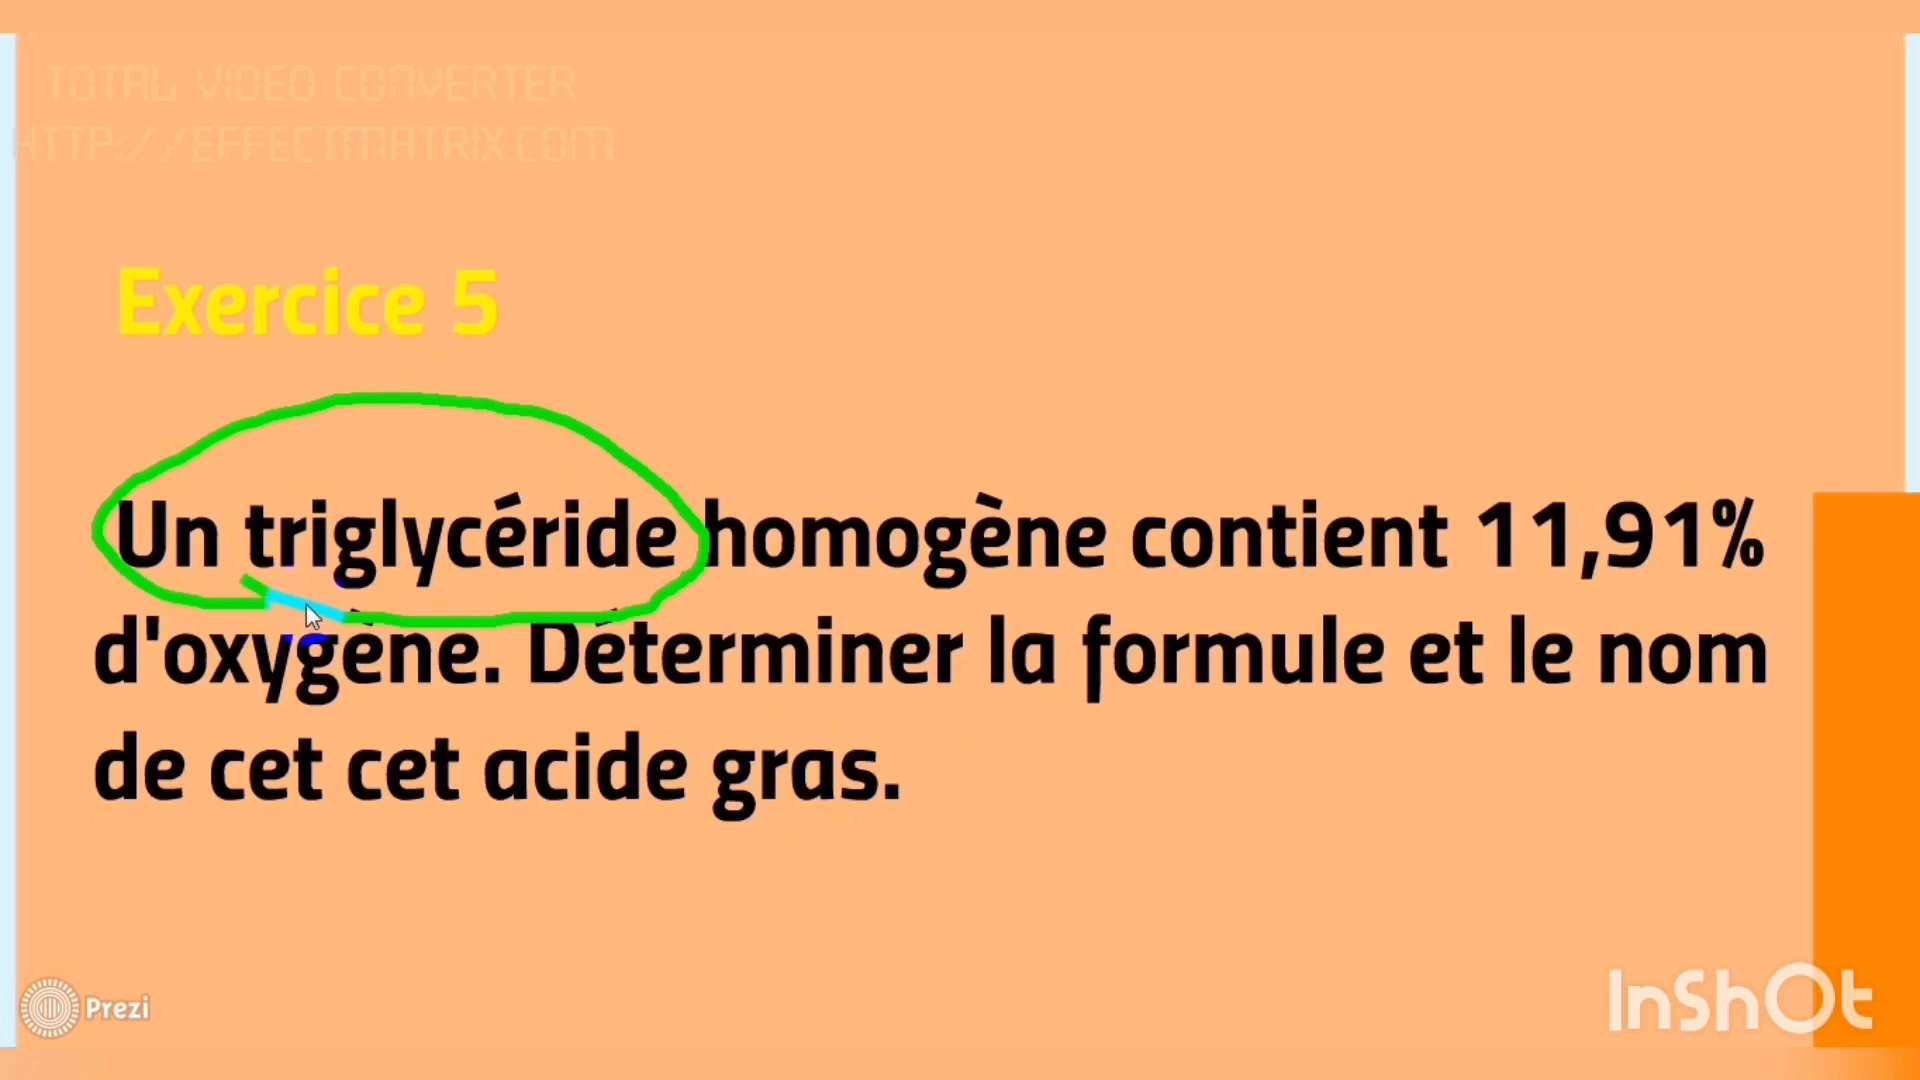 TOTAL VIDEO CONVERTER
HTTP://EFFECTMATRIX.COM
Exercice 5
Un triglycéride homogène contient 11,91%
d'oxygène. Déterminer la formule et le nom
de cet cet acide gras.
Prezi
InShOt